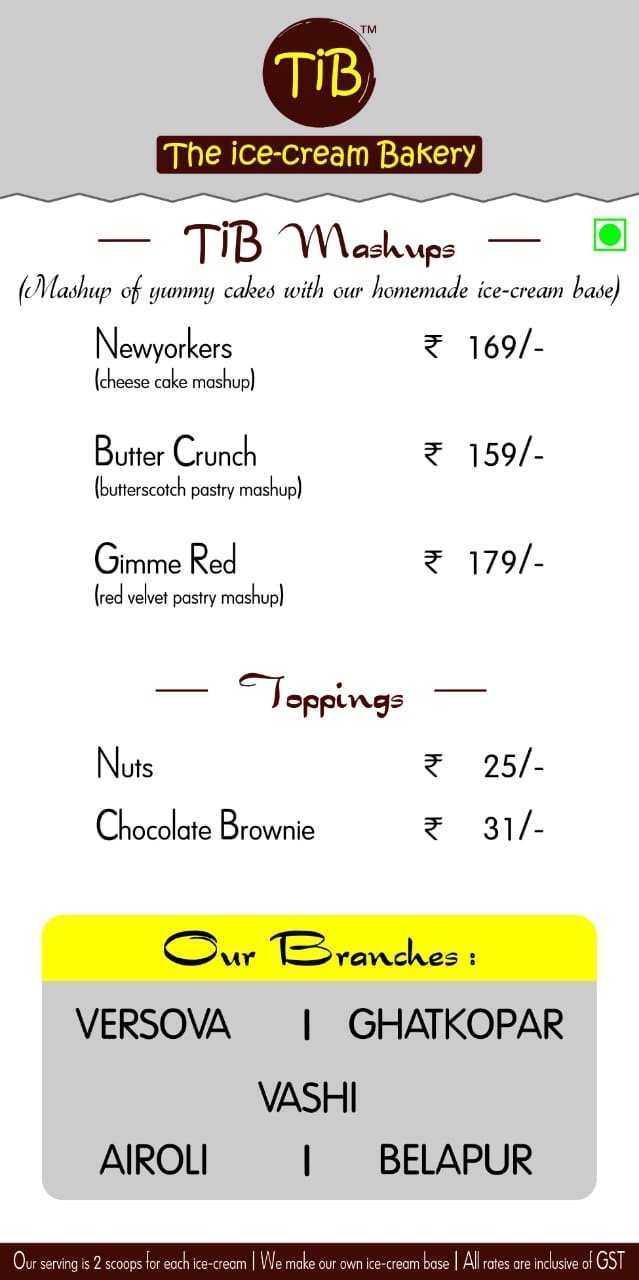 TiB TM
The ice-cream Bakery
TiB Mashups
(Mashup of yummy cakes with our homemade ice-cream base)
Newyorkers ₹ 169/-
(cheese cake mashup)
Butter Crunch ₹ 159/-
(butterscotch pastry mashup)
Gimme Red ₹ 179/-
(red velvet pastry mashup)
Toppings
Nuts ₹ 25/-
Chocolate Brownie ₹ 31/-
Our Branches :
VERSOVA | GHATKOPAR
VASHI
AIROLI | BELAPUR
Our serving is 2 scoops for each ice-cream | We make our own ice-cream base | All rates are inclusive of GST